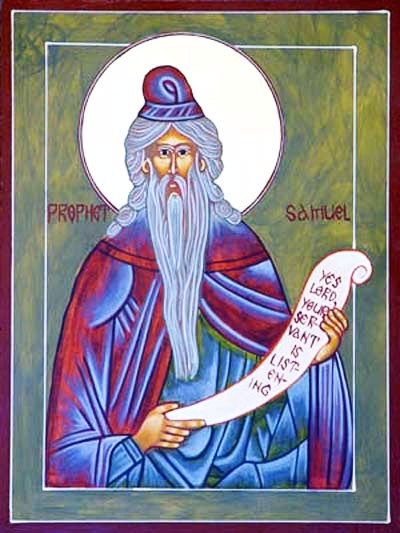 PROPHET SAMUEL
YES
LORD,
YOUR
SER-
VANT
IS
LIST-
EN-
ING